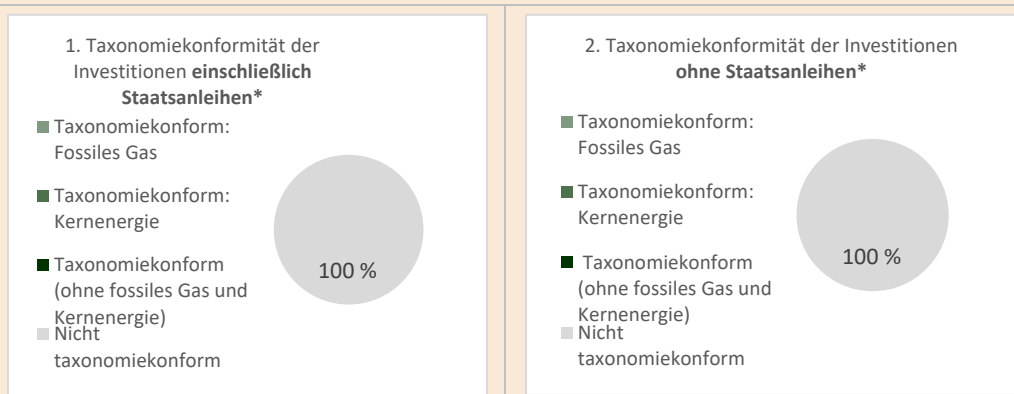 1. Taxonomiekonformität der
Investitionen einschließlich
Staatsanleihen*
Taxonomiekonform:
Fossiles Gas
Taxonomiekonform:
Kernenergie
Taxonomiekonform
(ohne fossiles Gas und
Kernenergie)
Nicht
taxonomiekonform
100 %
2. Taxonomiekonformität der Investitionen
ohne Staatsanleihen*
Taxonomiekonform:
Fossiles Gas
Taxonomiekonform:
Kernenergie
Taxonomiekonform
(ohne fossiles Gas und
Kernenergie)
Nicht
taxonomiekonform
100 %